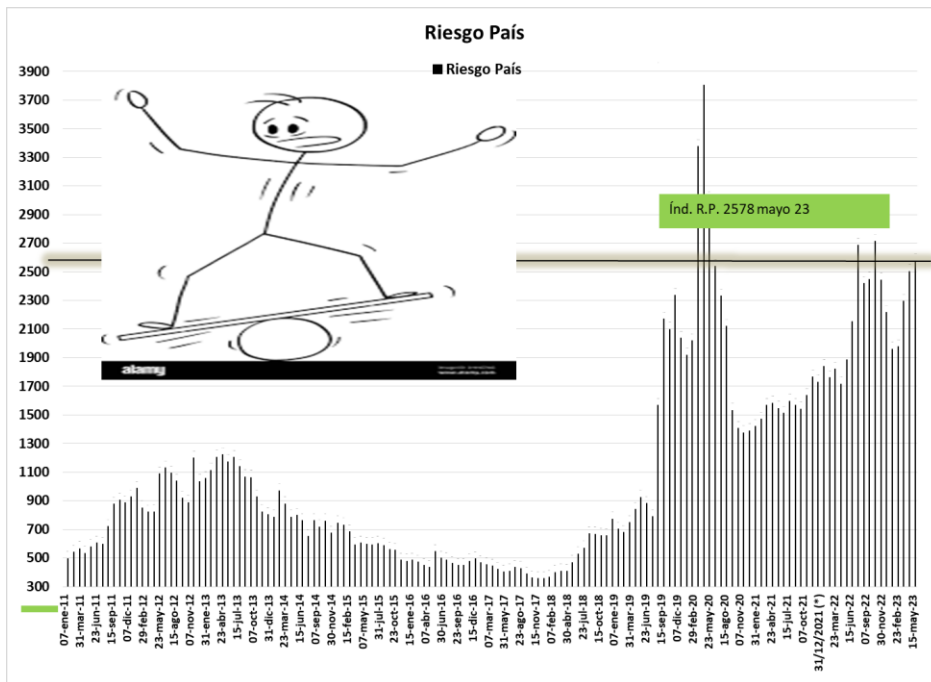 Riesgo País
Riesgo País
3900
3700
3500
3300
3100
2900
2700
2500
2300
2100
1900
1700
1500
1300
1100
900
700
500
300
Índ. R.P. 2578 mayo 23
alamy
www.alamy.com
07-ene-11
31-mar-11
23-jun-11
15-sep-11
07-dic-11
29-feb-12
23-may-12
15-ago-12
07-nov-12
31-ene-13
23-abr-13
15-jul-13
07-oct-13
31-dic-13
23-mar-14
15-jun-14
07-sep-14
30-nov-14
15-feb-15
07-may-15
31-jul-15
23-oct-15
15-ene-16
07-abr-16
30-jun-16
23-sep-16
15-dic-16
07-mar-17
31-may-17
23-ago-17
15-nov-17
07-feb-18
30-abr-18
23-jul-18
15-oct-18
07-ene-19
31-mar-19
23-jun-19
15-sep-19
07-dic-19
29-feb-20
23-may-20
15-ago-20
07-nov-20
31-ene-21
23-abr-21
15-jul-21
07-oct-21
31/12/2021 (*)
23-mar-22
15-jun-22
07-sep-22
30-nov-22
23-feb-23
15-may-23